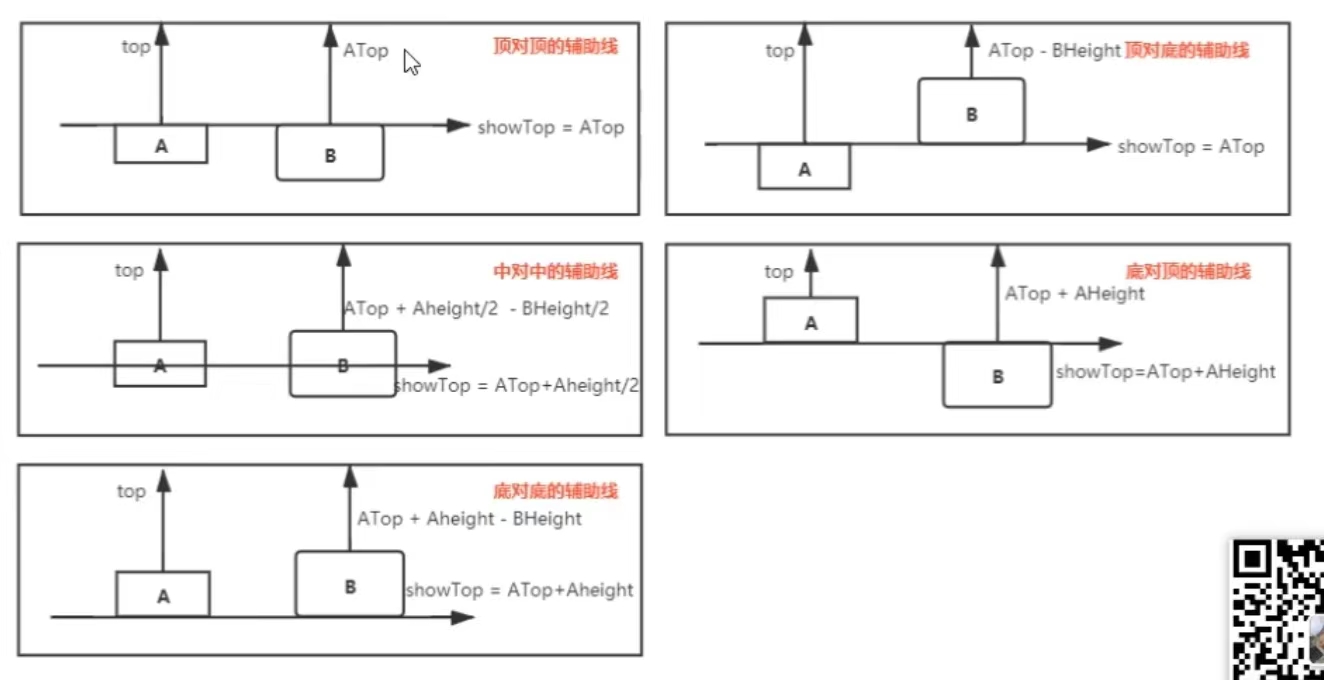 top
ATop
顶对顶的辅助线
showTop = ATop
A
B
top
ATop - BHeight 顶对底的辅助线
B
showTop = ATop
A
top
中对中的辅助线
ATop + Aheight/2 - BHeight/2
A
B
showTop = ATop+Aheight/2
top
底对顶的辅助线
ATop + AHeight
A
B
showTop=ATop+AHeight
top
底对底的辅助线
ATop + Aheight - BHeight
A
B
showTop = ATop+Aheight